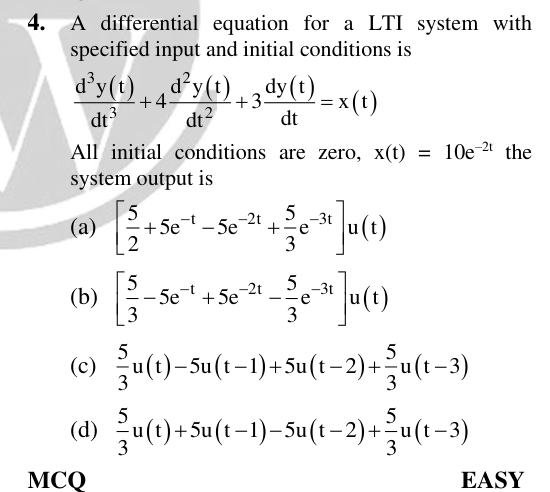 4. A differential equation for a LTI system with
specified input and initial conditions is
d³y(t)/dt³ + 4 d²y(t)/dt² + 3 dy(t)/dt = x(t)
All initial conditions are zero, x(t) = 10e⁻²ᵗ the
system output is
(a) [5/2 + 5e⁻ᵗ − 5e⁻²ᵗ + 5/3 e⁻³ᵗ] u(t)
(b) [5/3 − 5e⁻ᵗ + 5e⁻²ᵗ − 5/3 e⁻³ᵗ] u(t)
(c) 5/3 u(t) − 5u(t−1) + 5u(t−2) + 5/3 u(t−3)
(d) 5/3 u(t) + 5u(t−1) − 5u(t−2) + 5/3 u(t−3)
MCQ EASY